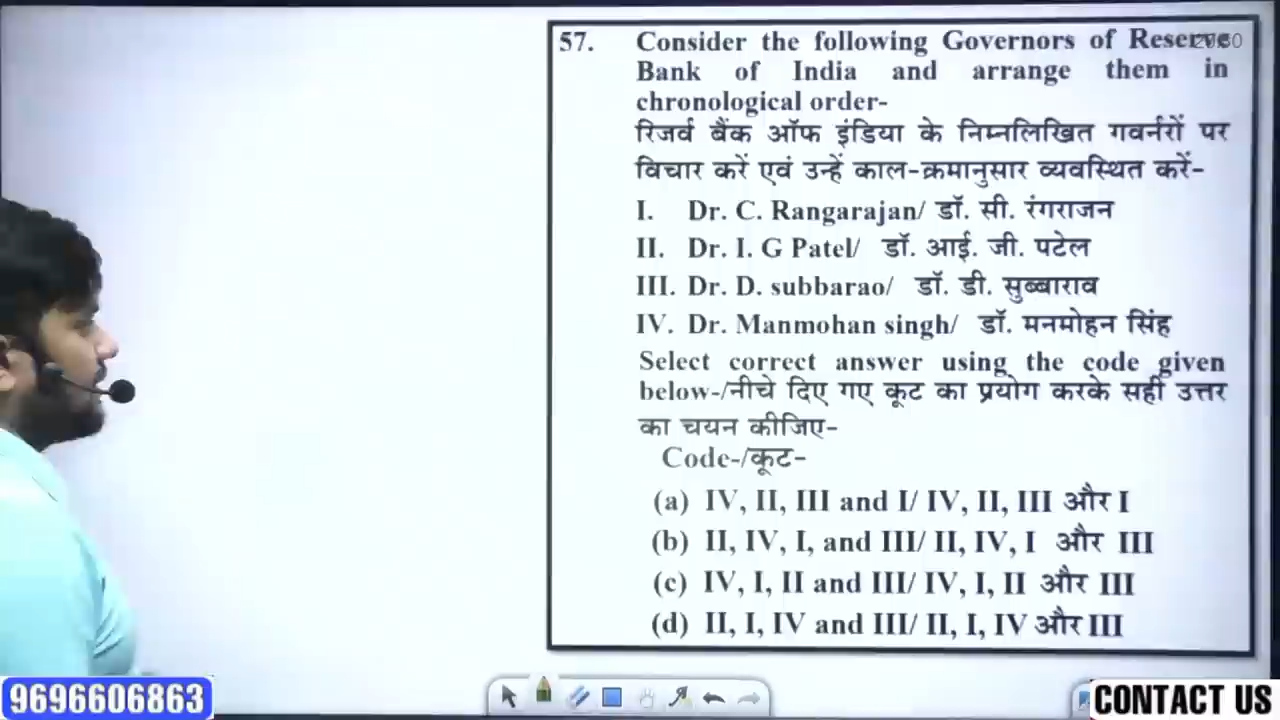 57. Consider the following Governors of Reserve
Bank of India and arrange them in
chronological order-
रिजर्व बैंक ऑफ इंडिया के निम्नलिखित गवर्नरों पर
विचार करें एवं उन्हें काल-क्रमानुसार व्यवस्थित करें-
I. Dr. C. Rangarajan/ डॉ. सी. रंगराजन
II. Dr. I. G Patel/ डॉ. आई. जी. पटेल
III. Dr. D. subbarao/ डॉ. डी. सुब्बाराव
IV. Dr. Manmohan singh/ डॉ. मनमोहन सिंह
Select correct answer using the code given
below-/नीचे दिए गए कूट का प्रयोग करके सही उत्तर
का चयन कीजिए-
Code-/कूट-
(a) IV, II, III and I/ IV, II, III और I
(b) II, IV, I, and III/ II, IV, I और III
(c) IV, I, II and III/ IV, I, II और III
(d) II, I, IV and III/ II, I, IV और III
9696606863
CONTACT US